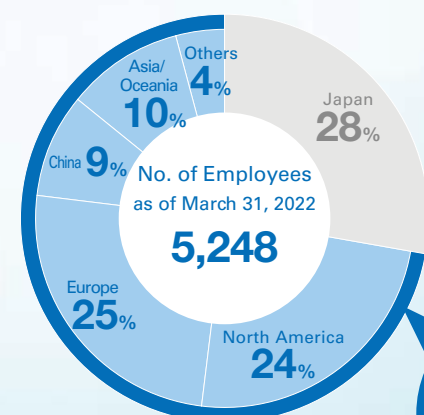 Others
4%
Asia/
Oceania
10%
Japan
28%
China 9%
No. of Employees
as of March 31, 2022
5,248
Europe
25%
North America
24%